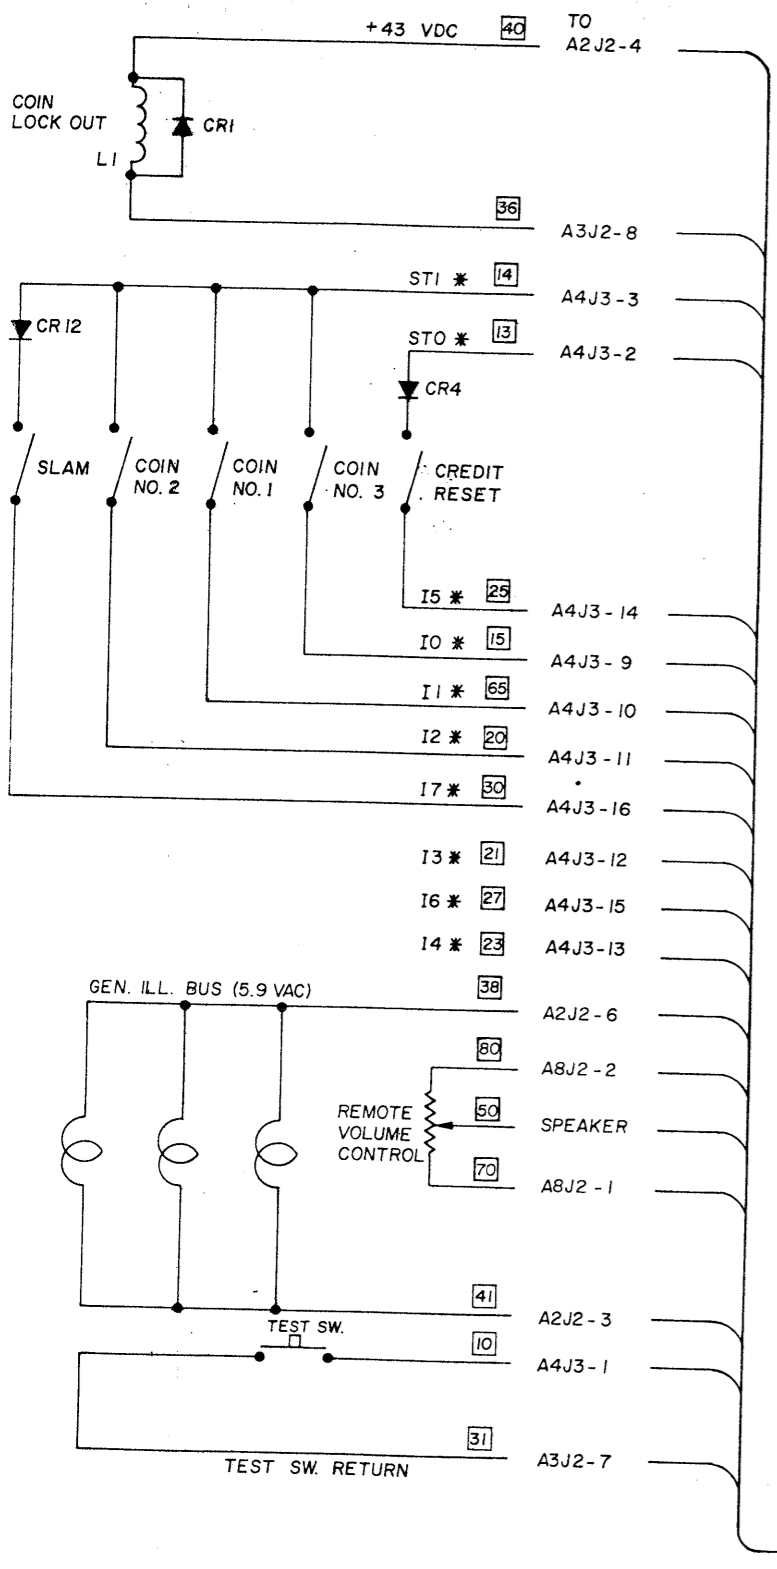 TO
+43 VDC 40 A2J2-4
COIN
LOCK OUT
CR1
L1
36 A3J2-8
ST1 * 14 A4J3-3
CR12
STO * 13 A4J3-2
CR4
SLAM
COIN
NO. 2
COIN
NO. 1
COIN
NO. 3
CREDIT
RESET
I5 * 25 A4J3-14
I0 * 15 A4J3-9
I1 * 65 A4J3-10
I2 * 20 A4J3-11
I7 * 30 A4J3-16
I3 * 21 A4J3-12
I6 * 27 A4J3-15
I4 * 23 A4J3-13
GEN. ILL. BUS (5.9 VAC) 38 A2J2-6
80 A8J2-2
REMOTE
VOLUME
CONTROL
50 SPEAKER
70 A8J2-1
41 A2J2-3
TEST SW.
10 A4J3-1
31 A3J2-7
TEST SW. RETURN